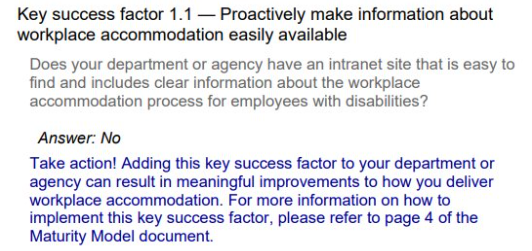 Key success factor 1.1 — Proactively make information about
workplace accommodation easily available
Does your department or agency have an intranet site that is easy to
find and includes clear information about the workplace
accommodation process for employees with disabilities?
Answer: No
Take action! Adding this key success factor to your department or
agency can result in meaningful improvements to how you deliver
workplace accommodation. For more information on how to
implement this key success factor, please refer to page 4 of the
Maturity Model document.